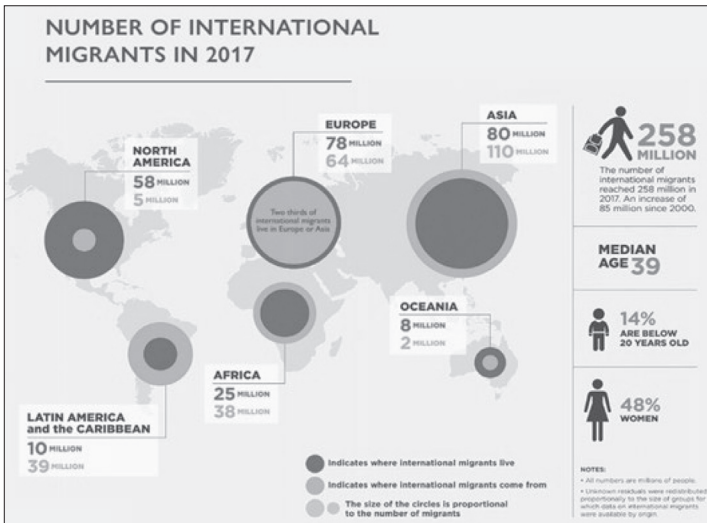 NUMBER OF INTERNATIONAL
MIGRANTS IN 2017
NORTH
AMERICA
58 MILLION
5 MILLION
EUROPE
78 MILLION
64 MILLION
Two thirds of
international migrants
live in Europe or Asia
ASIA
80 MILLION
110 MILLION
LATIN AMERICA
and the CARIBBEAN
10 MILLION
39 MILLION
AFRICA
25 MILLION
38 MILLION
OCEANIA
8 MILLION
2 MILLION
Indicates where international migrants live
Indicates where international migrants come from
The size of the circles is proportional
to the number of migrants
258
MILLION
The number of
international migrants
reached 258 million in
2017. An increase of
85 million since 2000.
MEDIAN
AGE 39
14%
ARE BELOW
20 YEARS OLD
48%
WOMEN
NOTES:
• All numbers are millions of people.
• Unknown residuals were redistributed
proportionally to the size of groups for
which data on international migrants
were available by origin.